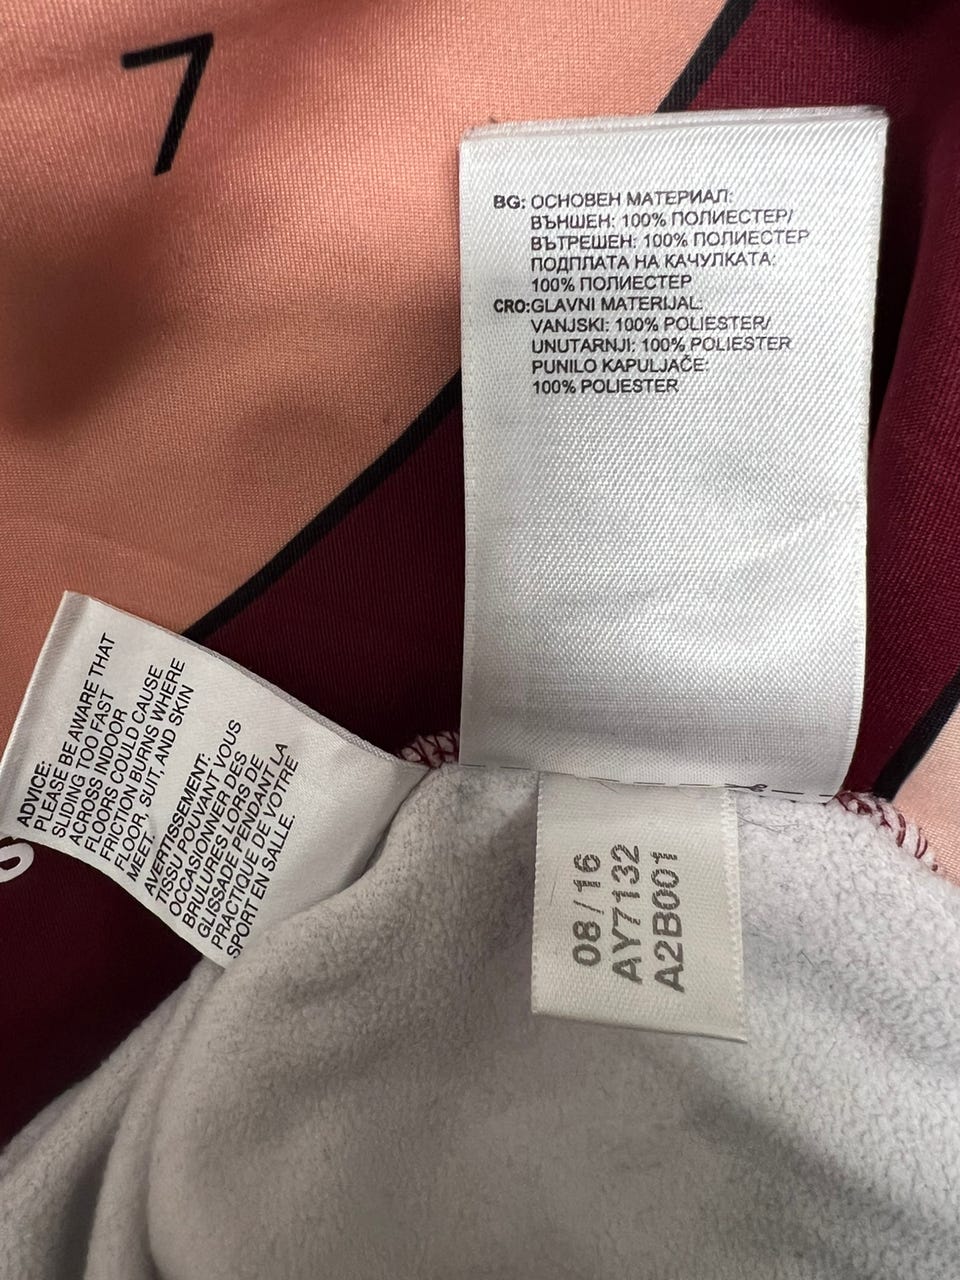 7
BG: ОСНОВЕН МАТЕРИАЛ:
ВЪНШЕН: 100% ПОЛИЕСТЕР/
ВЪТРЕШЕН: 100% ПОЛИЕСТЕР
ПОДПЛАТА НА КАЧУЛКАТА:
100% ПОЛИЕСТЕР
CRO:GLAVNI MATERIJAL:
VANJSKI: 100% POLIESTER/
UNUTARNJI: 100% POLIESTER
PUNILO KAPULJAČE:
100% POLIESTER
ADVICE:
PLEASE BE AWARE THAT
SLIDING TOO FAST
ACROSS INDOOR
FLOORS COULD CAUSE
FRICTION BURNS WHERE
FLOOR, SUIT, AND SKIN
MEET.
AVERTISSEMENT:
TISSU POUVANT VOUS
OCCASIONNER DES
BRULURES LORS DE
GLISSADE PENDANT LA
PRACTIQUE DE VOTRE
SPORT EN SALLE.
08/16
AY7132
A2B001